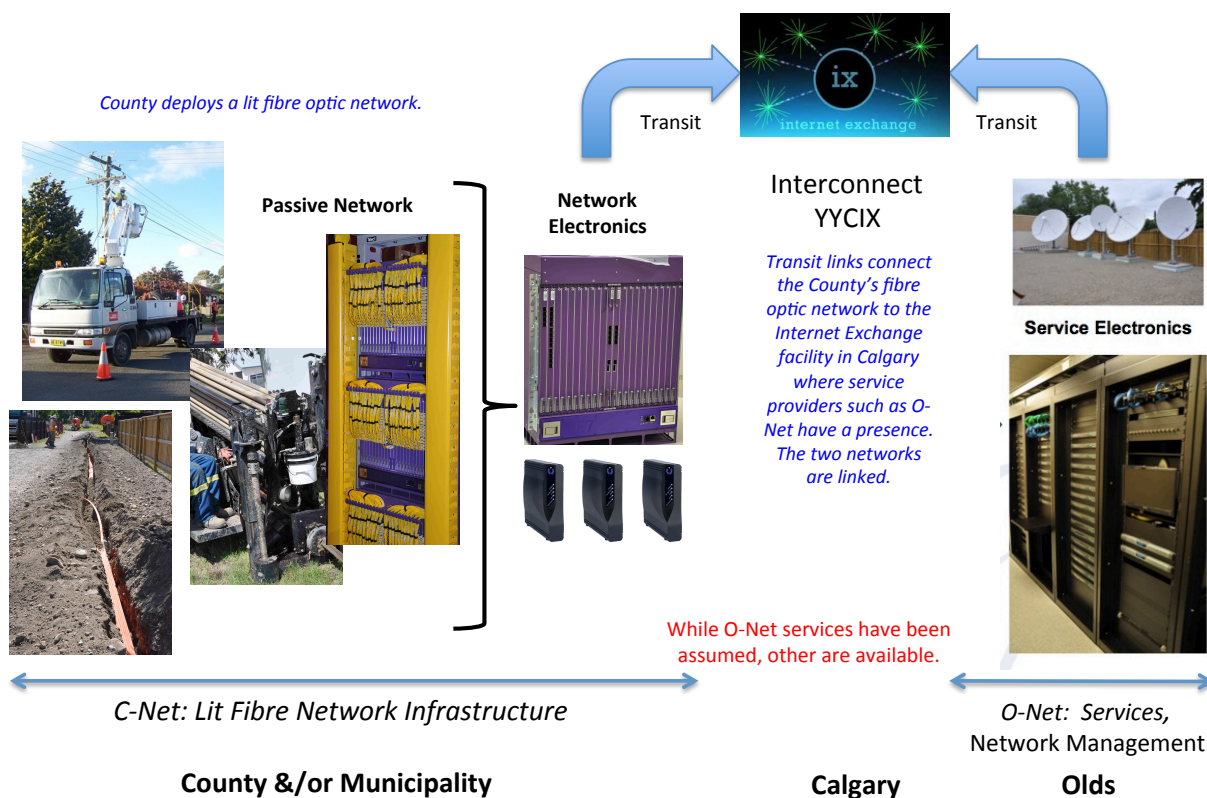 County deploys a lit fibre optic network.
Passive Network
Network
Electronics
Transit
ix
internet exchange
Transit
Interconnect
YYCIX
Transit links connect
the County's fibre
optic network to the
Internet Exchange
facility in Calgary
where service
providers such as O-
Net have a presence.
The two networks
are linked.
Service Electronics
While O-Net services have been
assumed, other are available.
C-Net: Lit Fibre Network Infrastructure
O-Net: Services,
Network Management
County &/or Municipality
Calgary
Olds